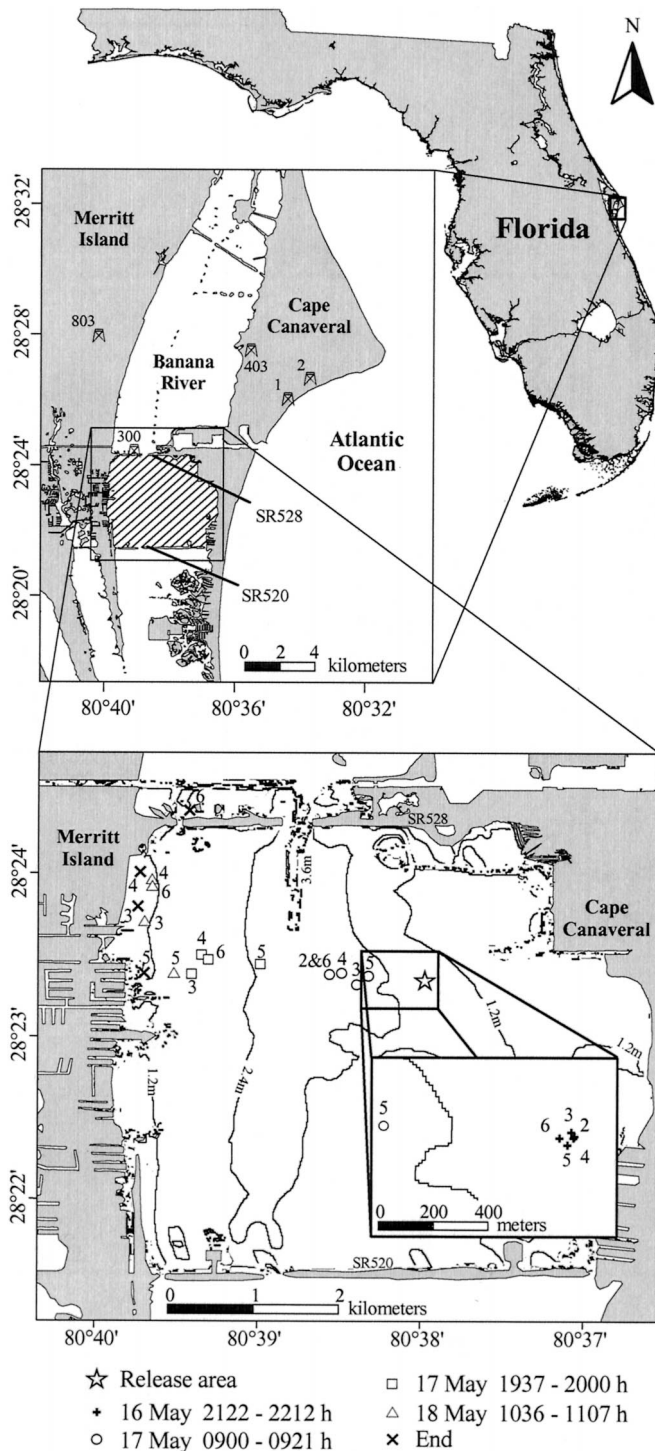 N
28°32'
Merritt
Island
Florida
28°28'
Cape
Canaveral
803
403
2
1
Banana
River
Atlantic
Ocean
300
28°24'
SR528
SR520
28°20'
0 2 4
kilometers
80°40' 80°36' 80°32'
Merritt
Island
6
SR528
28°24'
3.6m
Cape
Canaveral
4
4
6
3
3
4
6
5
5
5
3
2&6
4
3
5
1.2m
1.2m
28°23'
1.2m
2.4m
5
3
6
2
5
4
0 200 400
meters
28°22'
SR520
0 1 2
kilometers
80°40' 80°39' 80°38' 80°37'
Release area
16 May 2122 - 2212 h
17 May 0900 - 0921 h
17 May 1937 - 2000 h
18 May 1036 - 1107 h
End